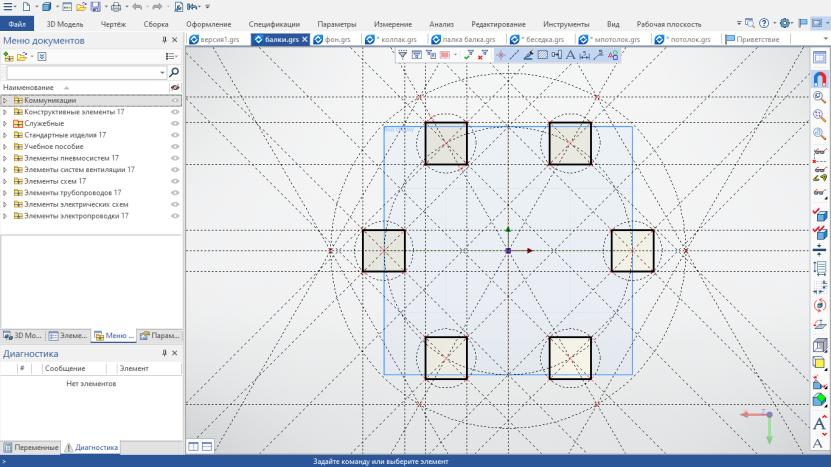 Файл 3D Модель Чертёж Сборка Оформление Спецификации Параметры Измерение Анализ Редактирование Инструменты Вид Рабочая плоскость
Меню документов
версия1.grs балки.grs фон.grs * колпак.grs палка балка.grs * беседка.grs * мпотолок.grs * потолок.grs Приветствие
Наименование
Коммуникации
Конструктивные элементы 17
Служебные
Стандартные изделия 17
Учебное пособие
Элементы пневмосистем 17
Элементы систем вентиляции 17
Элементы схем 17
Элементы трубопроводов 17
Элементы электрических схем
Элементы электропроводки 17
3D Мо... Элеме... Меню ... Парам...
Диагностика
# Сообщение Элемент
Нет элементов
Переменные Диагностика
> Задайте команду или выберите элемент